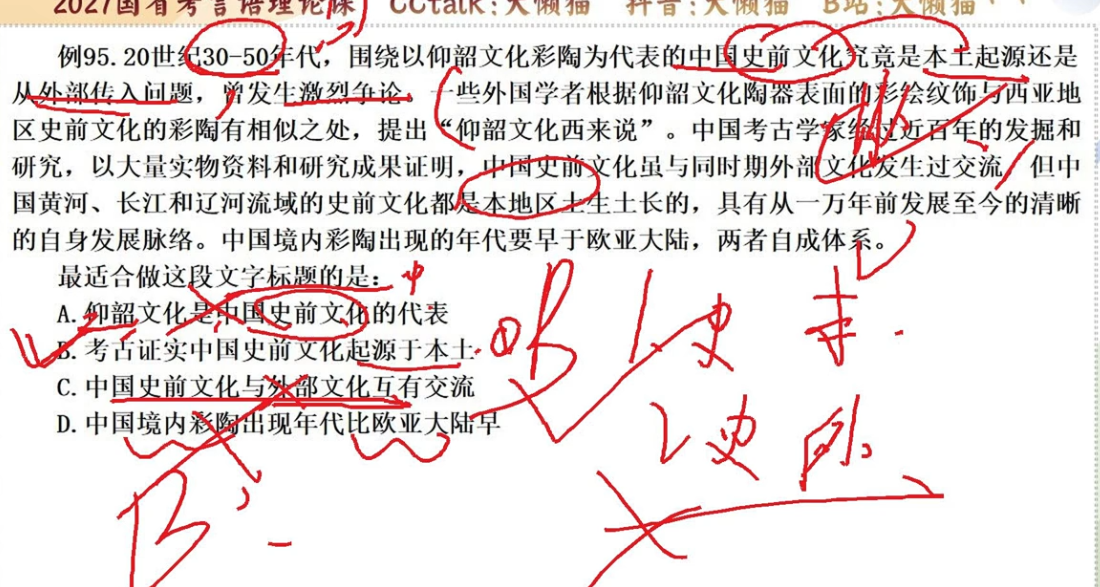 2027国省考言语理论课 CCtalk:大懒猫 抖音:大懒猫 B站:大懒猫
例95.20世纪30-50年代，围绕以仰韶文化彩陶为代表的中国史前文化究竟是本土起源还是
从外部传入问题，曾发生激烈争论。一些外国学者根据仰韶文化陶器表面的彩绘纹饰与西亚地
区史前文化的彩陶有相似之处，提出“仰韶文化西来说”。中国考古学家经过近百年的发掘和
研究，以大量实物资料和研究成果证明，中国史前文化虽与同时期外部文化发生过交流，但中
国黄河、长江和辽河流域的史前文化都是本地区土生土长的，具有从一万年前发展至今的清晰
的自身发展脉络。中国境内彩陶出现的年代要早于欧亚大陆，两者自成体系。
最适合做这段文字标题的是：
A.仰韶文化是中国史前文化的代表
B.考古证实中国史前文化起源于本土
C.中国史前文化与外部文化互有交流
D.中国境内彩陶出现年代比欧亚大陆早
B
1史
2史
B